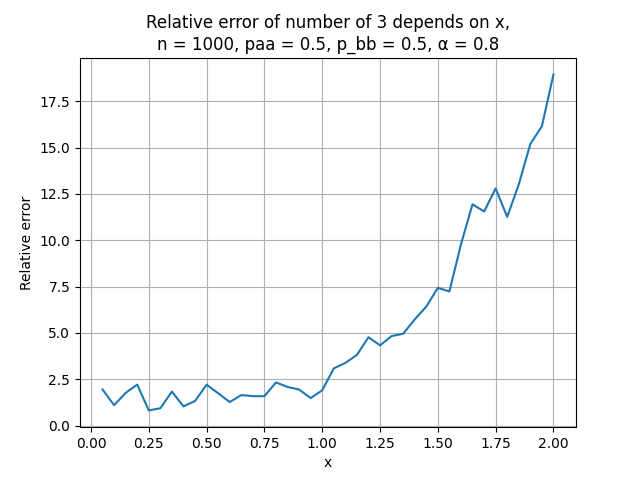 Relative error of number of 3 depends on x,
n = 1000, paa = 0.5, p_bb = 0.5, α = 0.8
17.5
15.0
12.5
10.0
7.5
5.0
2.5
0.0
Relative error
0.00 0.25 0.50 0.75 1.00 1.25 1.50 1.75 2.00
x